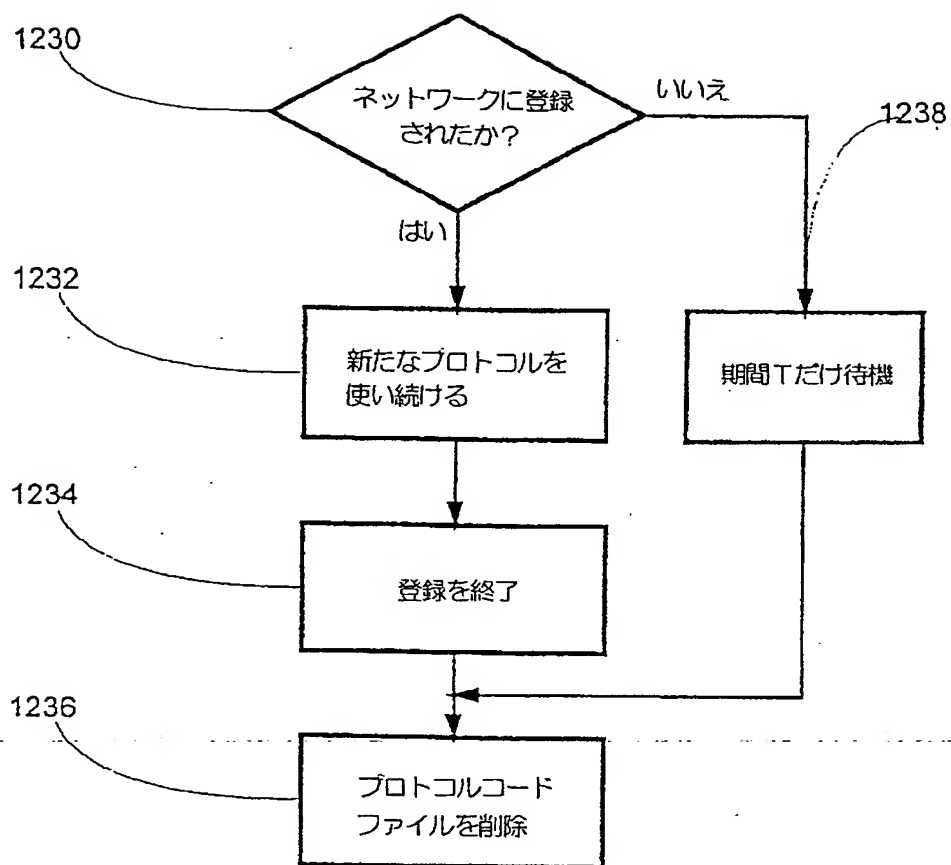 1230
ネットワークに登録
されたか?
いいえ
1238
はい
1232
新たなプロトコルを
使い続ける
期間Tだけ待機
1234
登録を終了
1236
プロトコルコード
ファイルを削除